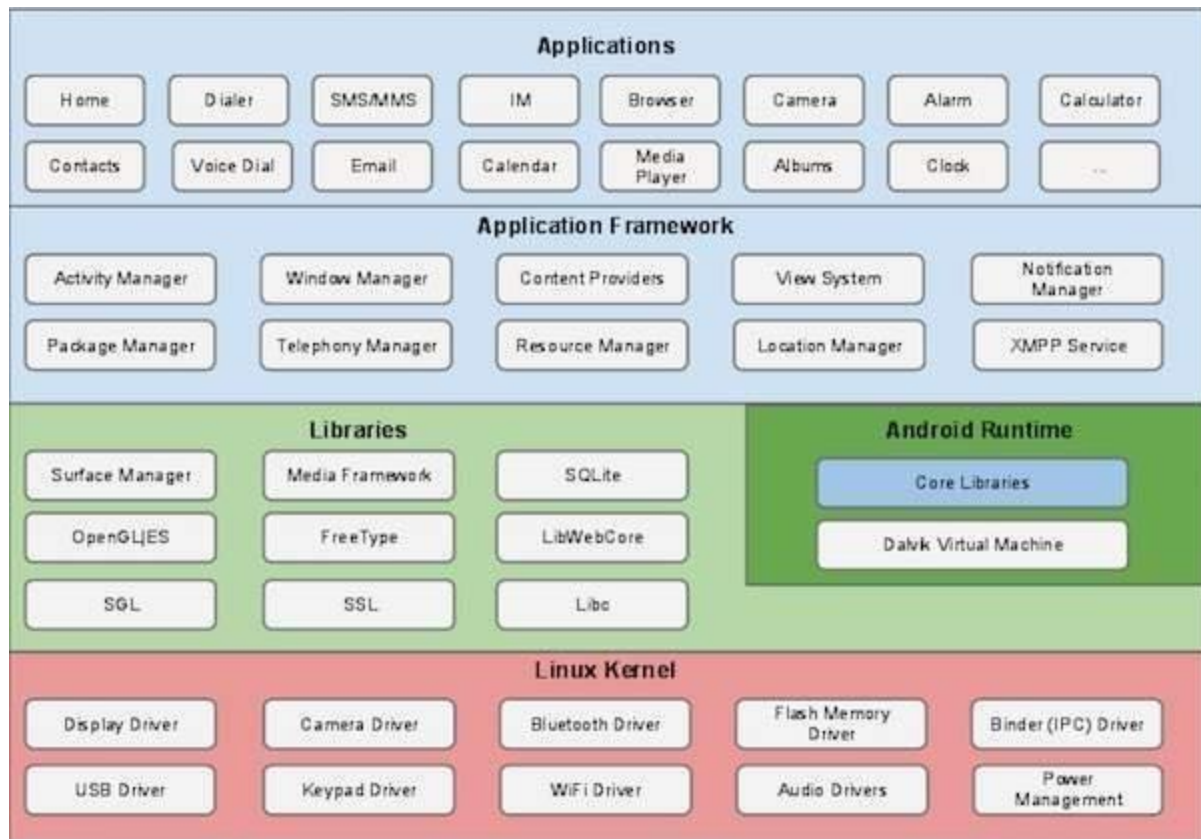 Applications
Home Dialer SMS/MMS IM Browser Camera Alarm Calculator
Contacts Voice Dial Email Calendar Media Player Albums Clock ...
Application Framework
Activity Manager Window Manager Content Providers View System Notification Manager
Package Manager Telephony Manager Resource Manager Location Manager XMPP Service
Libraries
Surface Manager Media Framework SQLite
OpenGL|ES FreeType LibWebCore
SGL SSL Libc
Android Runtime
Core Libraries
Dalvik Virtual Machine
Linux Kernel
Display Driver Camera Driver Bluetooth Driver Flash Memory Driver Binder (IPC) Driver
USB Driver Keypad Driver WiFi Driver Audio Drivers Power Management